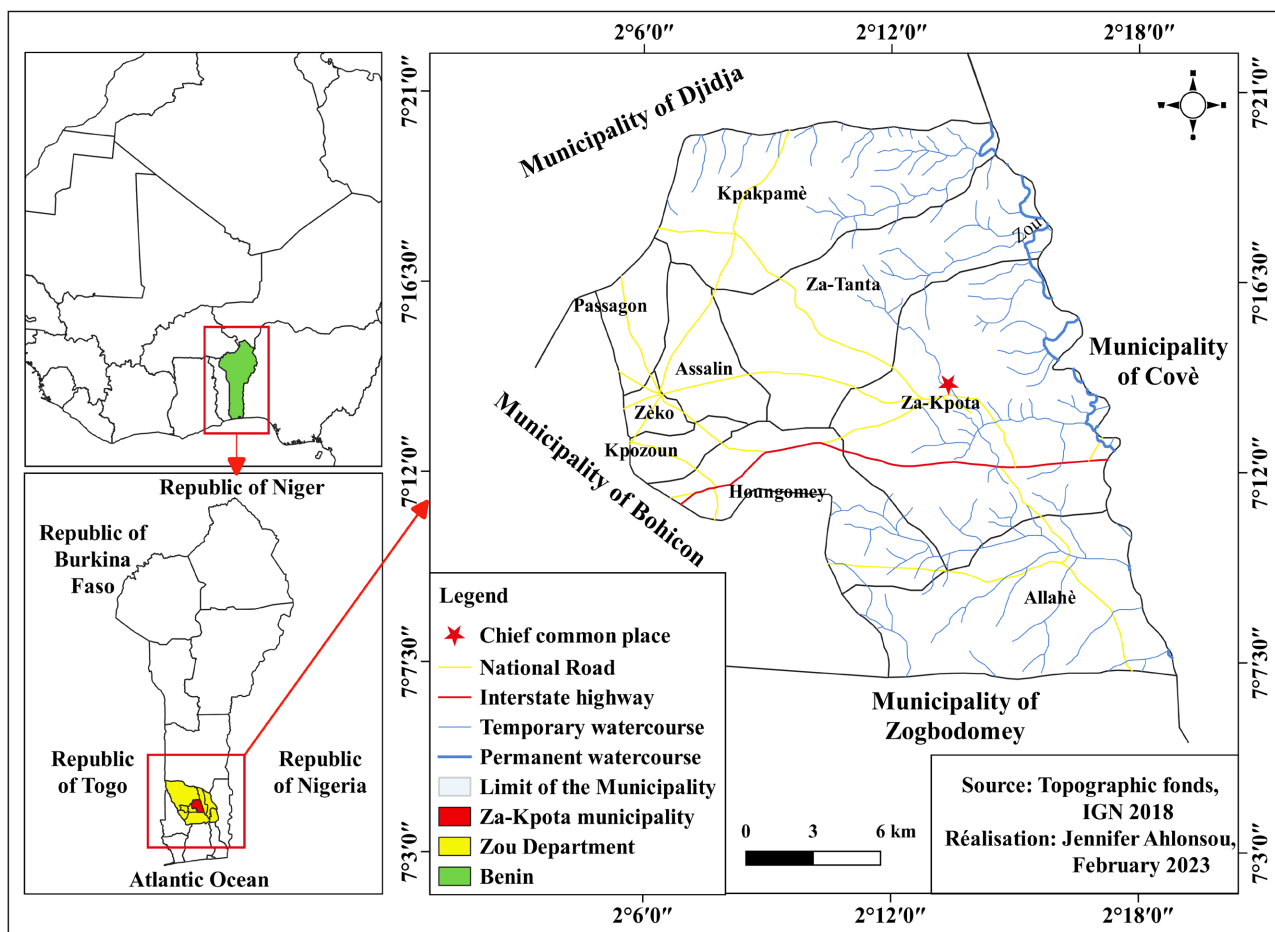 2°6′0″
2°12′0″
2°18′0″
7°21′0″
7°21′0″
Municipality of Djidja
Kpakpamè
Zou
7°16′30″
7°16′30″
Za-Tanta
Passagon
Assalin
Municipality
of Covè
Za-Kpota
Zèko
Municipality of Bohicon
Kpozoun
7°12′0″
7°12′0″
Houngomey
Allahè
7°7′30″
7°7′30″
Municipality of
Zogbodomey
7°3′0″
7°3′0″
2°6′0″
2°12′0″
2°18′0″
Republic of Niger
Republic of
Burkina
Faso
Republic
of Togo
Republic
of Nigeria
Atlantic Ocean
Legend
Chief common place
National Road
Interstate highway
Temporary watercourse
Permanent watercourse
Limit of the Municipality
Za-Kpota municipality
Zou Department
Benin
0 3 6 km
Source: Topographic fonds,
IGN 2018
Réalisation: Jennifer Ahlonsou,
February 2023